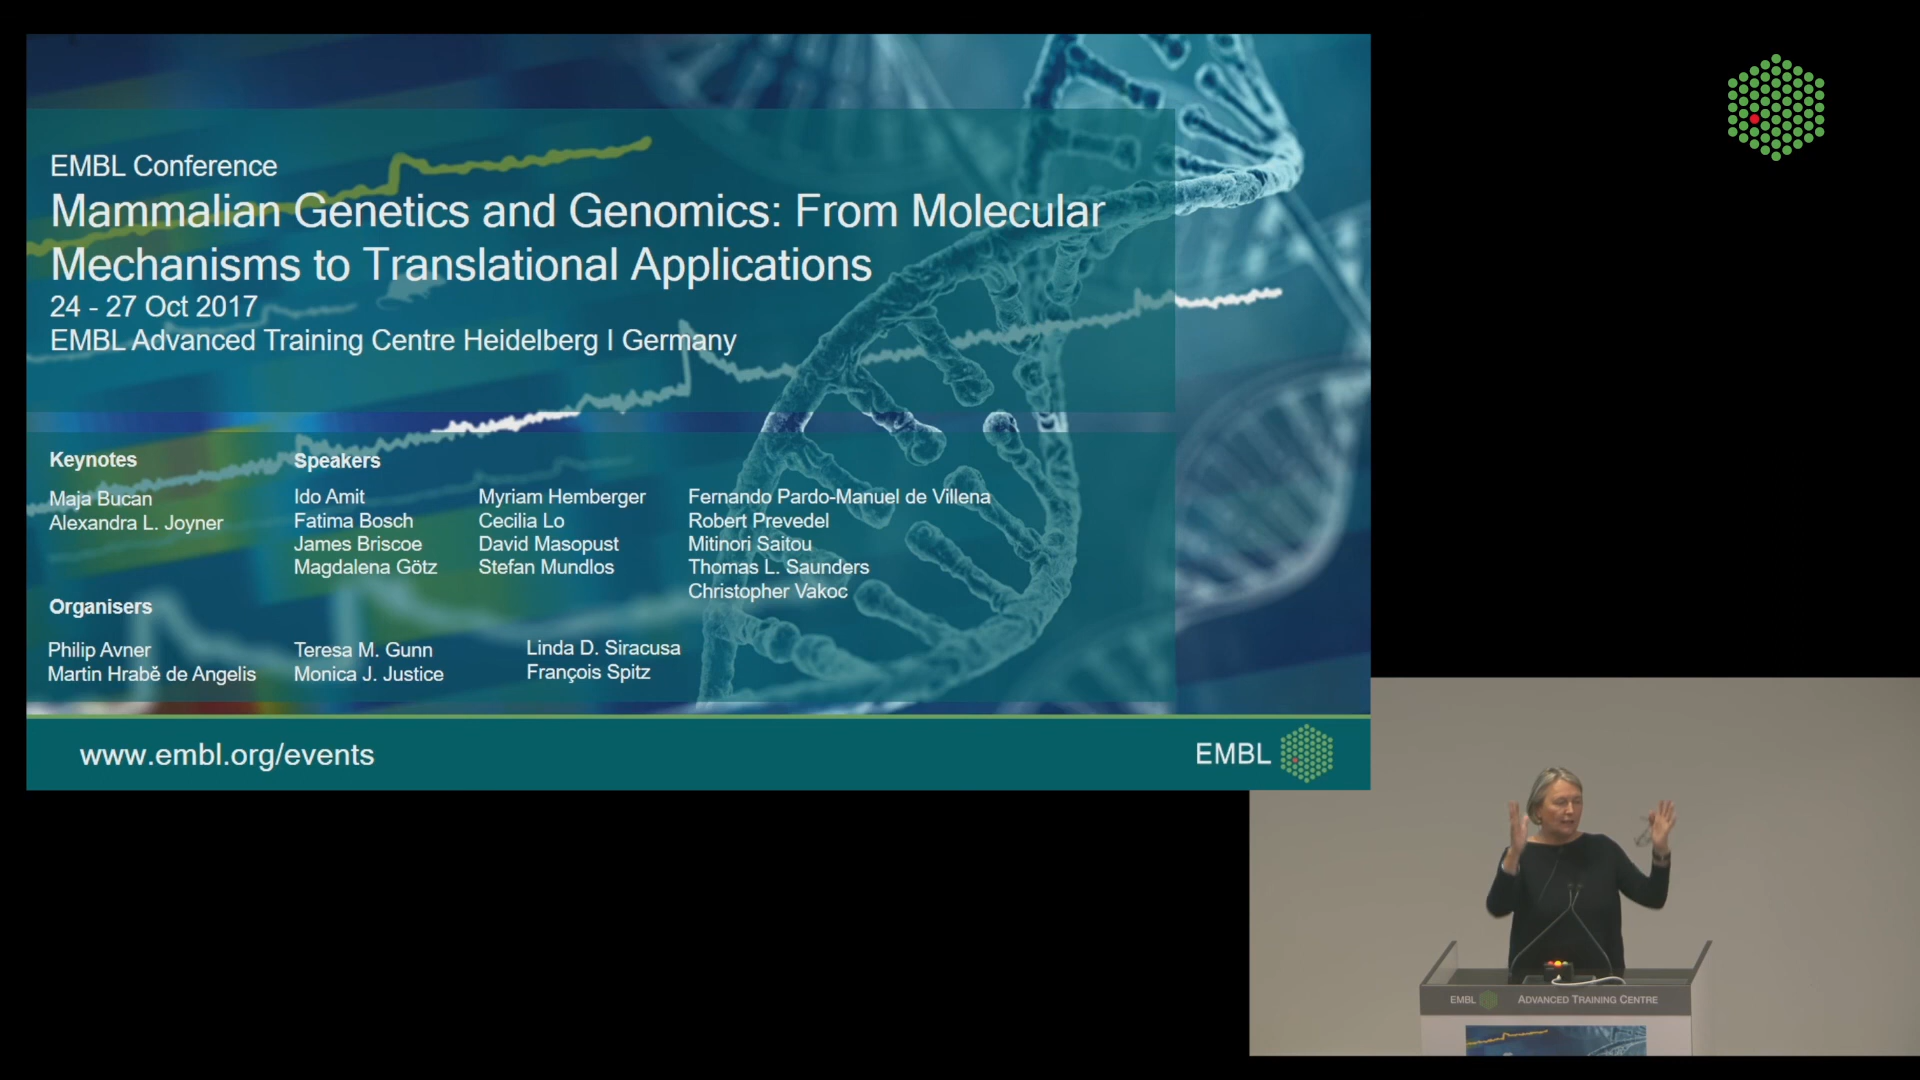 EMBL Conference
Mammalian Genetics and Genomics: From Molecular
Mechanisms to Translational Applications
24 - 27 Oct 2017
EMBL Advanced Training Centre Heidelberg I Germany
Keynotes
Maja Bucan
Alexandra L. Joyner
Speakers
Ido Amit
Fatima Bosch
James Briscoe
Magdalena Götz
Myriam Hemberger
Cecilia Lo
David Masopust
Stefan Mundlos
Fernando Pardo-Manuel de Villena
Robert Prevedel
Mitinori Saitou
Thomas L. Saunders
Christopher Vakoc
Organisers
Philip Avner
Martin Hrabě de Angelis
Teresa M. Gunn
Monica J. Justice
Linda D. Siracusa
François Spitz
www.embl.org/events
EMBL
EMBL ADVANCED TRAINING CENTRE